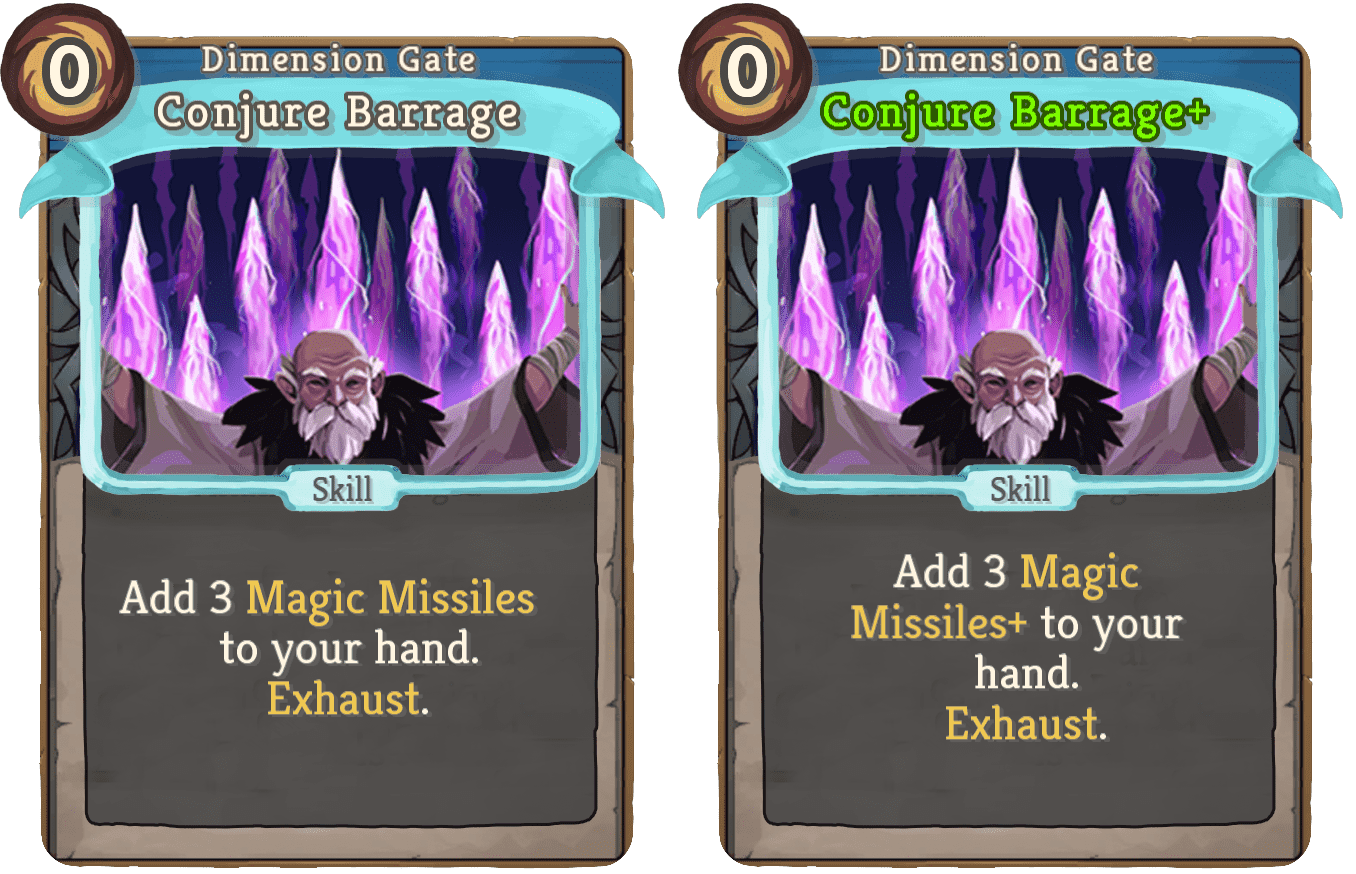 0
Dimension Gate
Conjure Barrage
Skill
Add 3 Magic Missiles
to your hand.
Exhaust.
0
Dimension Gate
Conjure Barrage+
Skill
Add 3 Magic
Missiles+ to your
hand.
Exhaust.